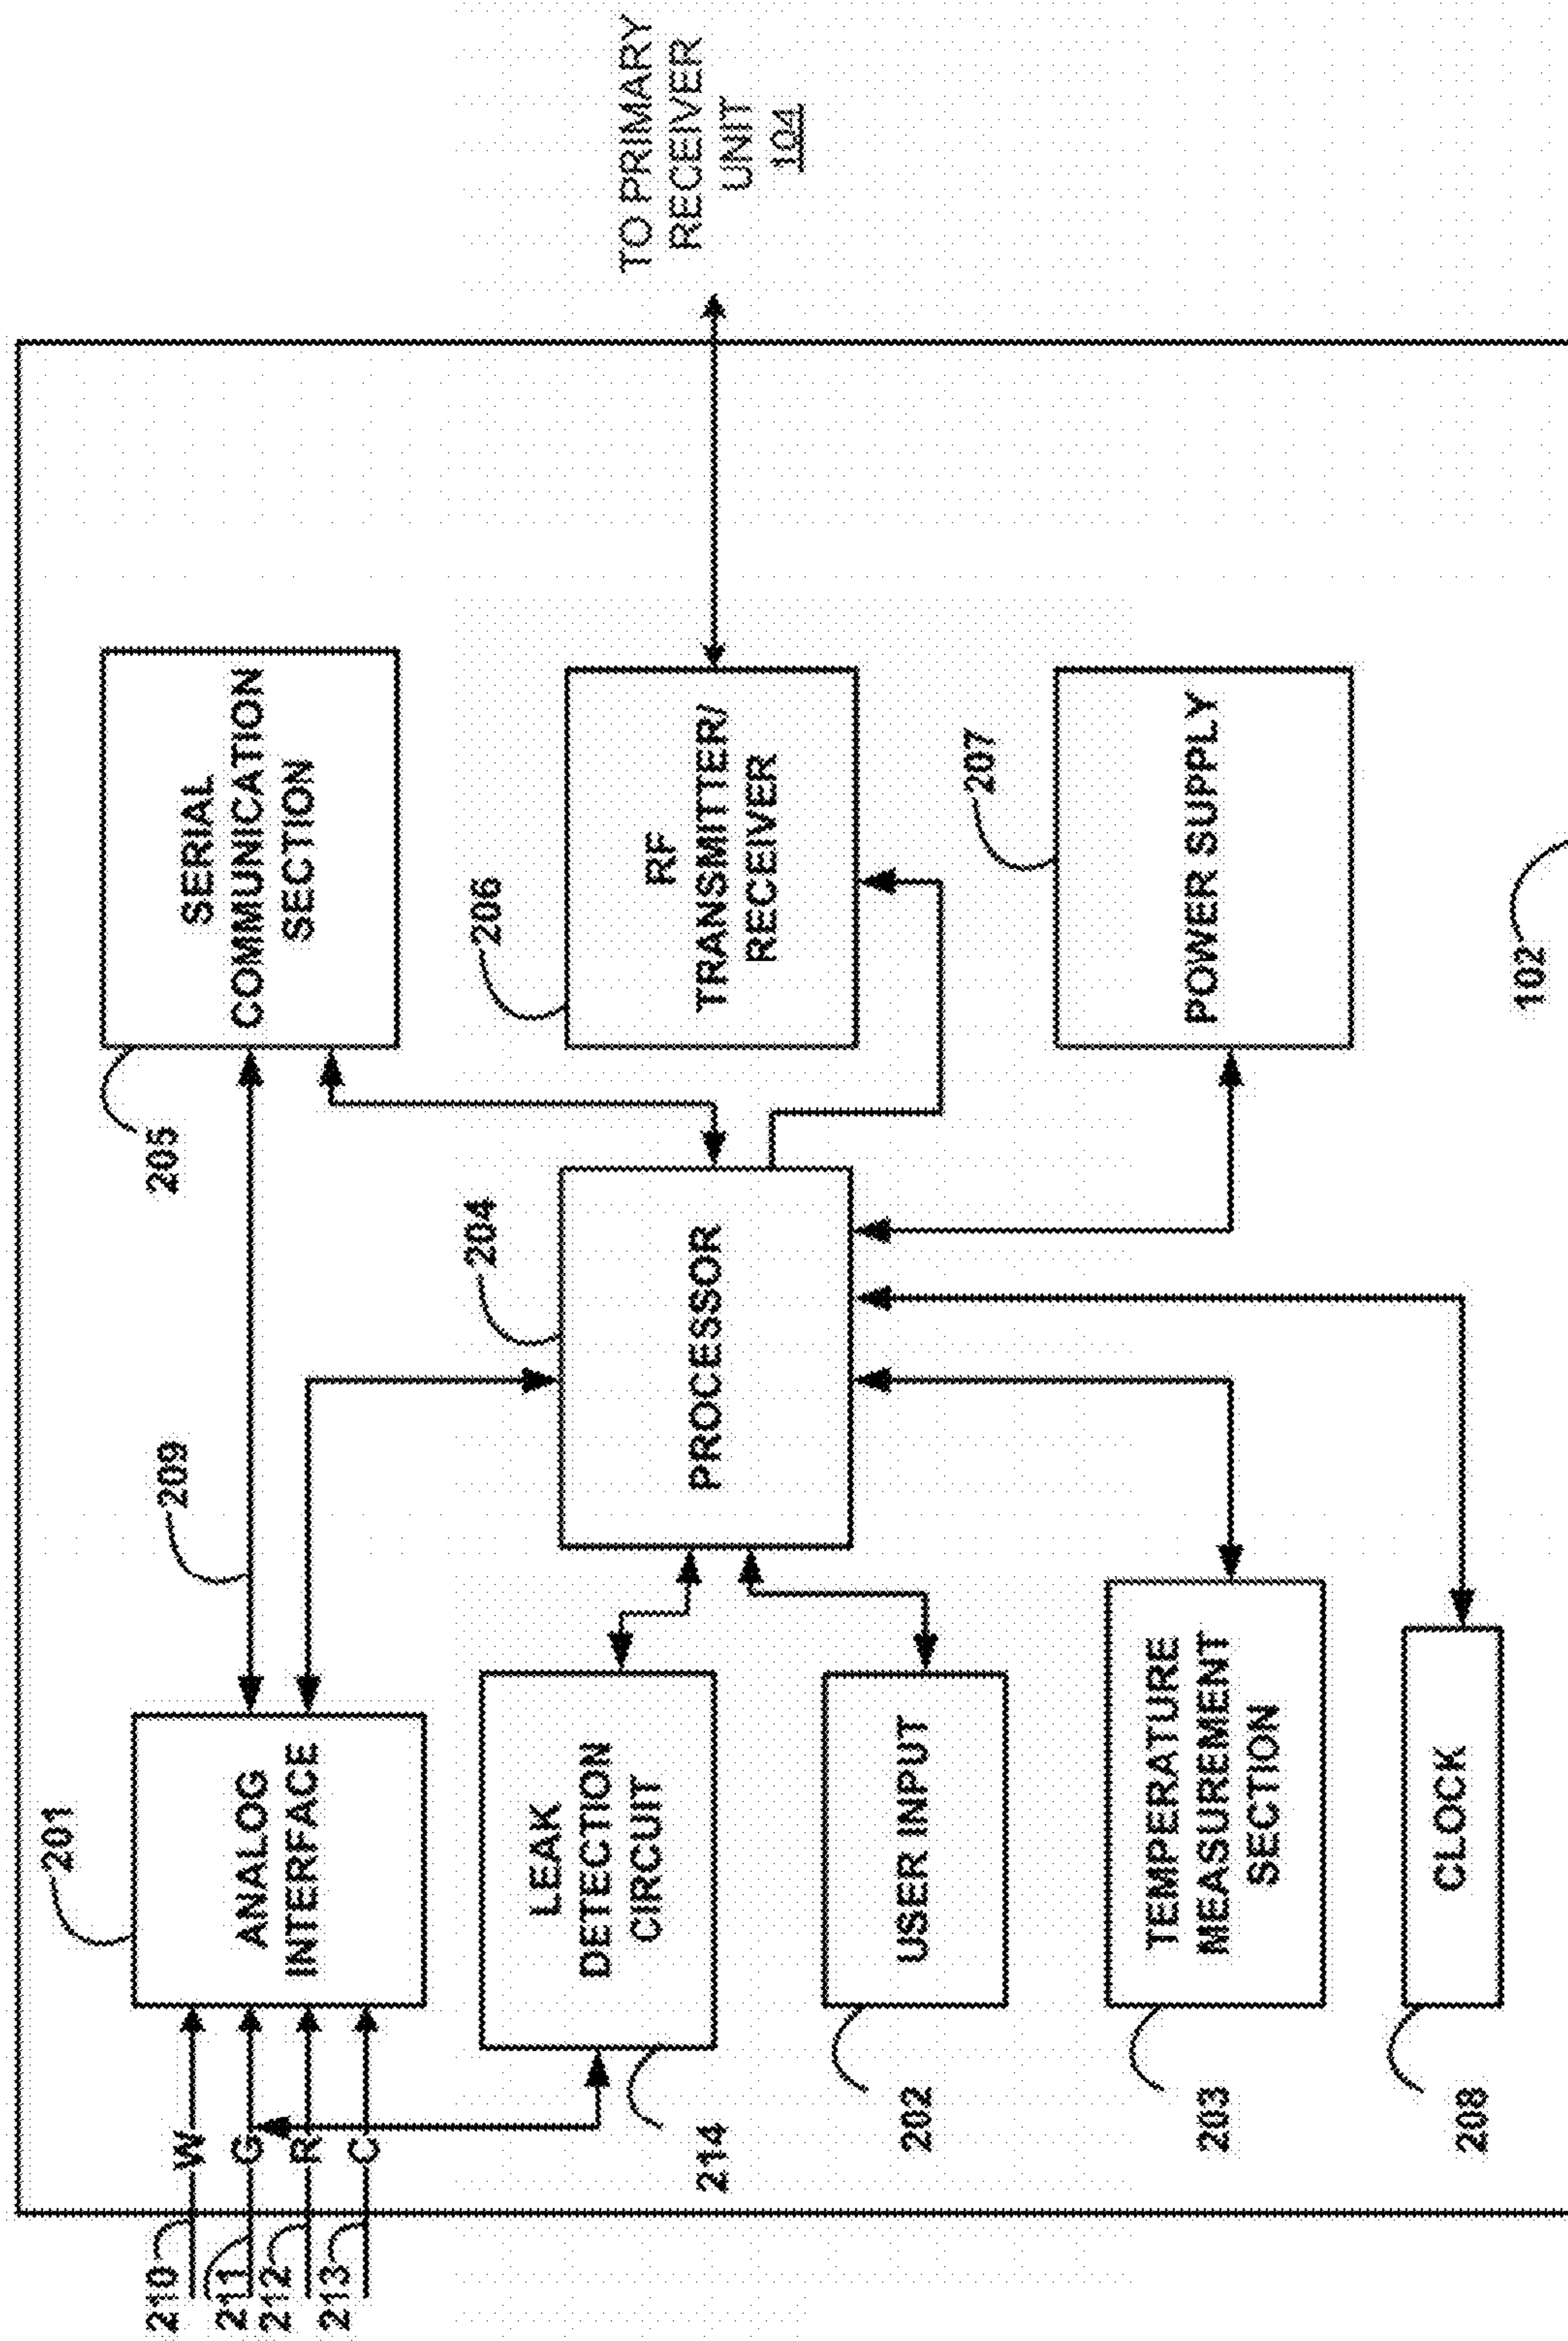 201
ANALOG
INTERFACE
209
205
SERIAL
COMMUNICATION
SECTION
210
W
211
G
212
R
213
C
214
LEAK
DETECTION
CIRCUIT
204
PROCESSOR
206
RF
TRANSMITTER/
RECEIVER
TO PRIMARY
RECEIVER
UNIT
104
202
USER INPUT
207
POWER SUPPLY
203
TEMPERATURE
MEASUREMENT
SECTION
208
CLOCK
102